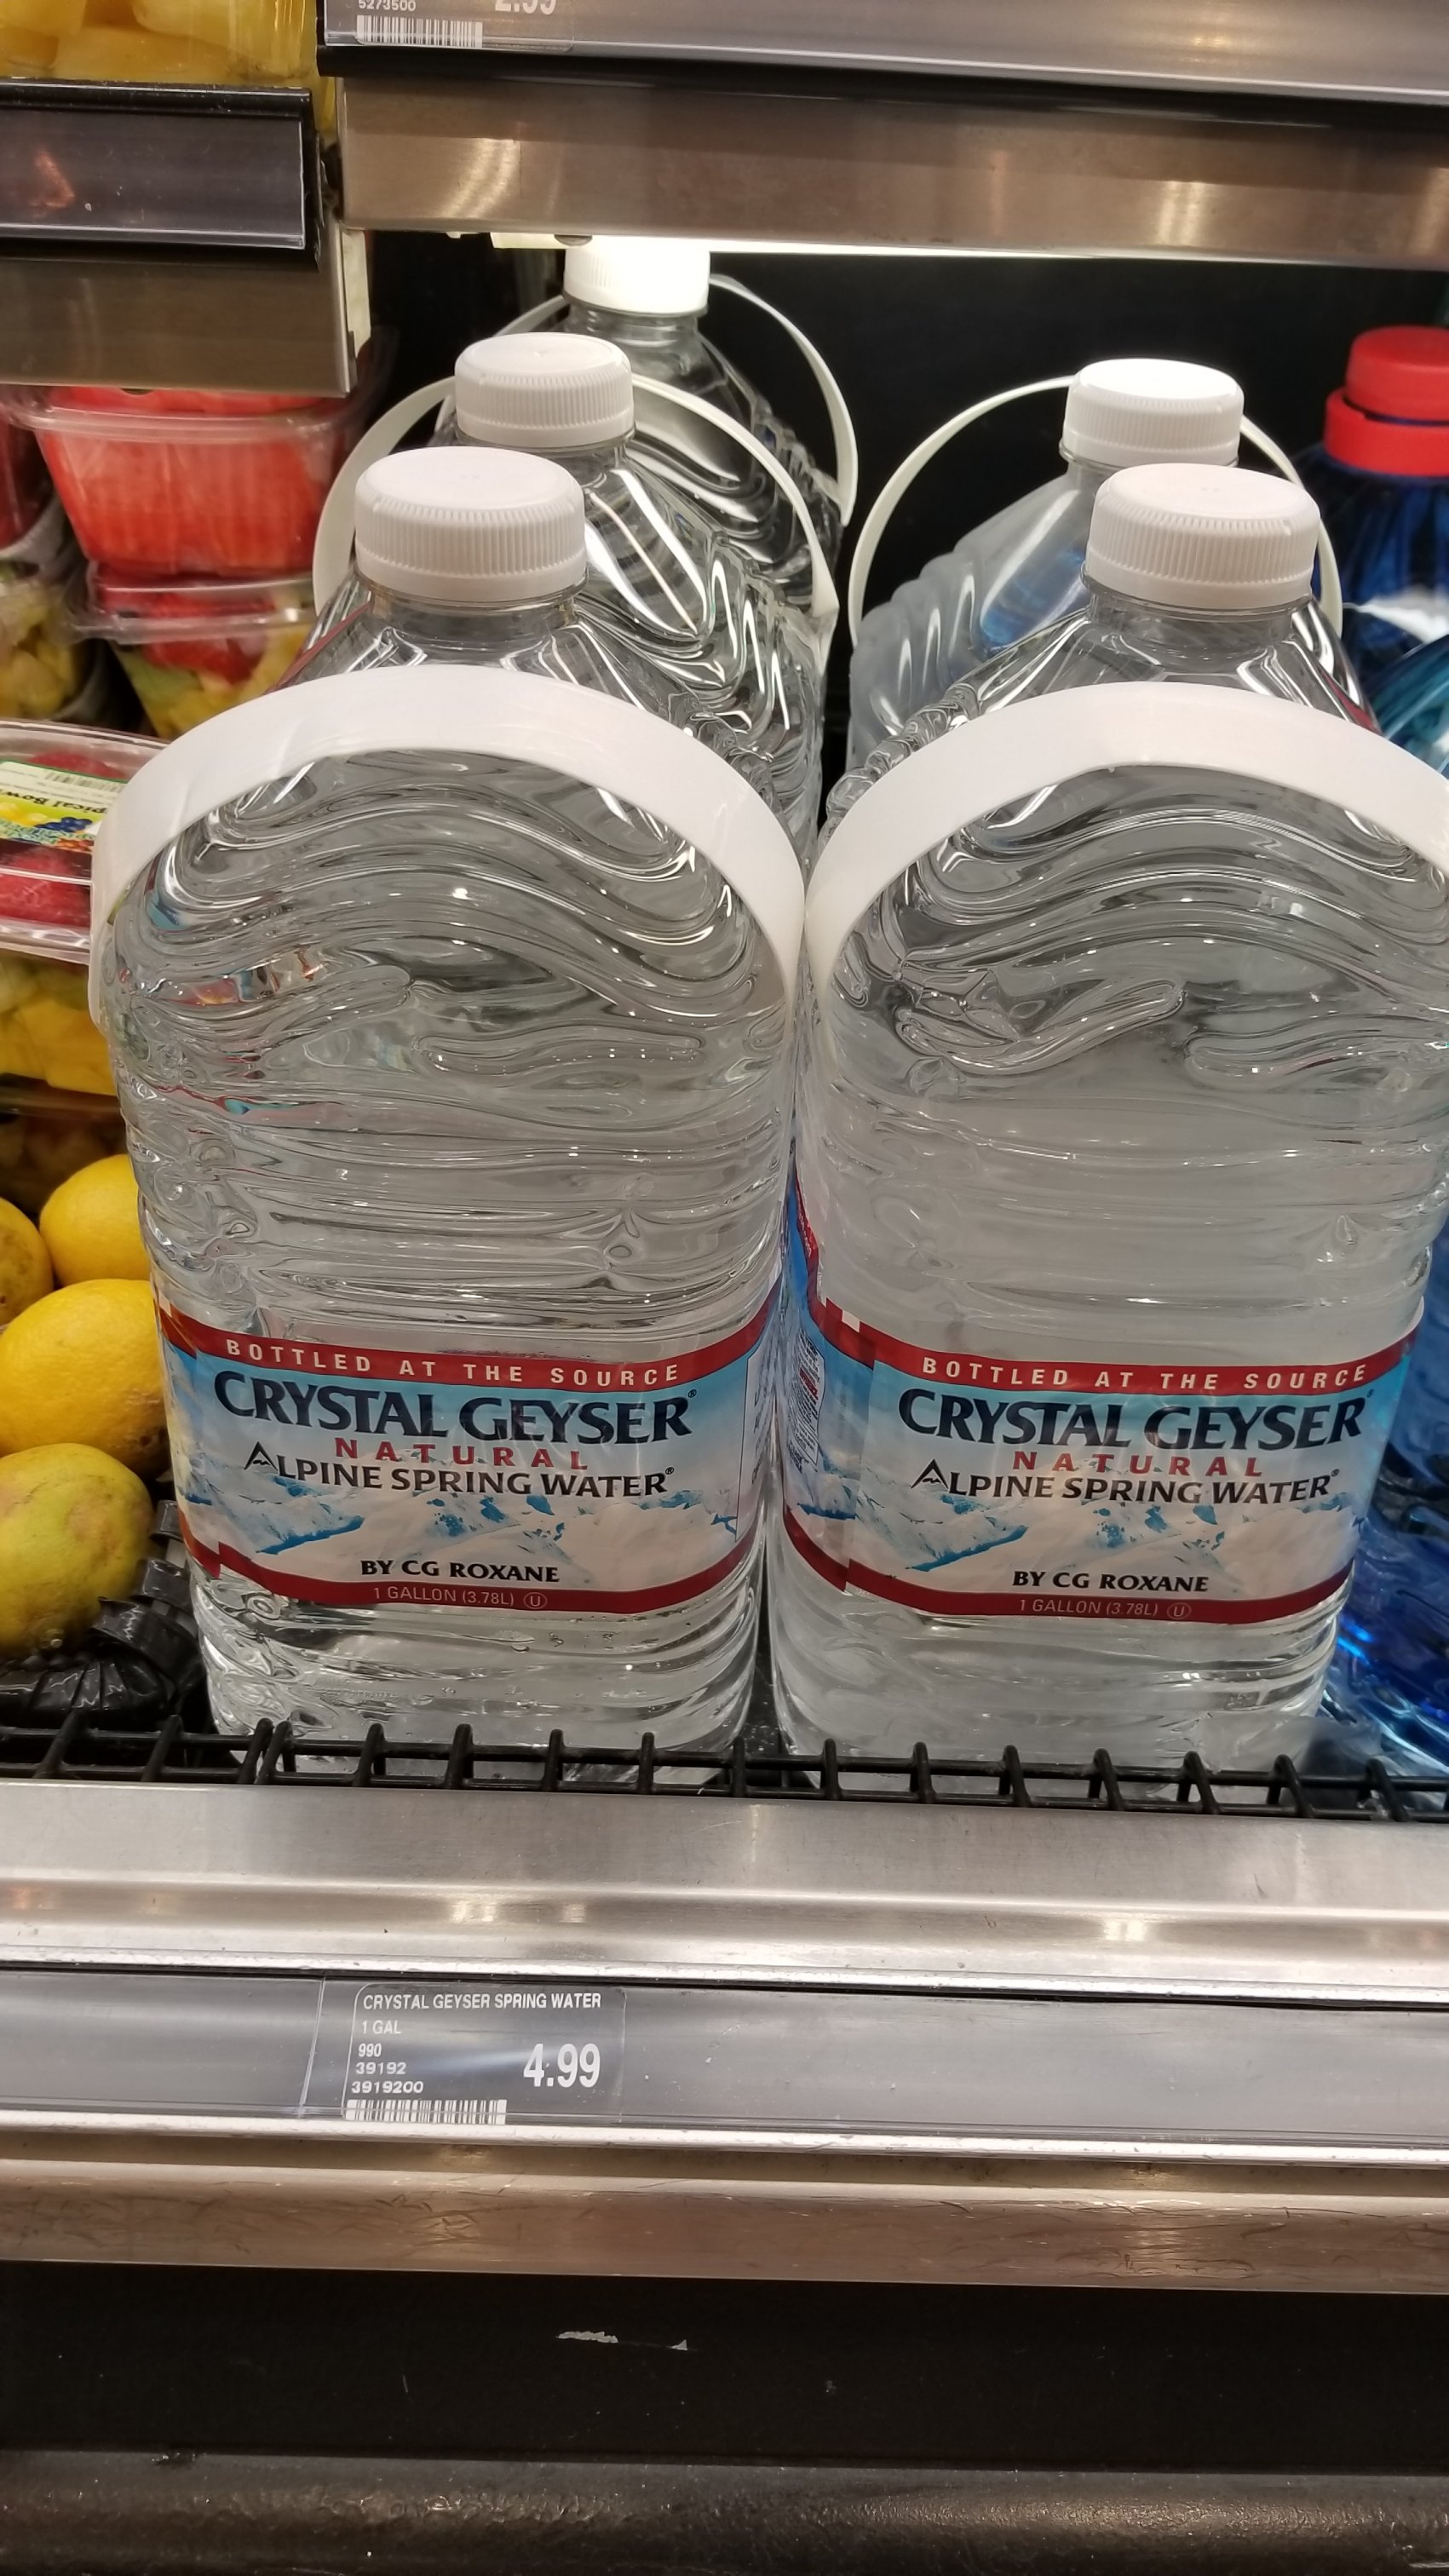 5273500
2.99
BOTTLED AT THE SOURCE
CRYSTAL GEYSER®
NATURAL
ALPINE SPRING WATER®
BY CG ROXANE
1 GALLON (3.78L) U
BOTTLED AT THE SOURCE
CRYSTAL GEYSER®
NATURAL
ALPINE SPRING WATER®
BY CG ROXANE
1 GALLON (3.78L) U
CRYSTAL GEYSER SPRING WATER
1 GAL
990
39192
3919200
4.99